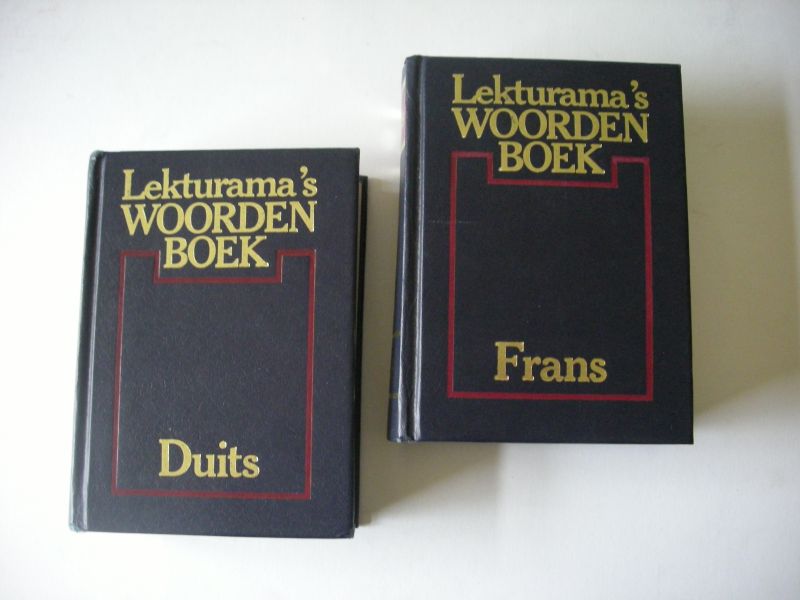 Lekturama's
WOORDEN
BOEK
Duits
Lekturama's
WOORDEN
BOEK
Frans